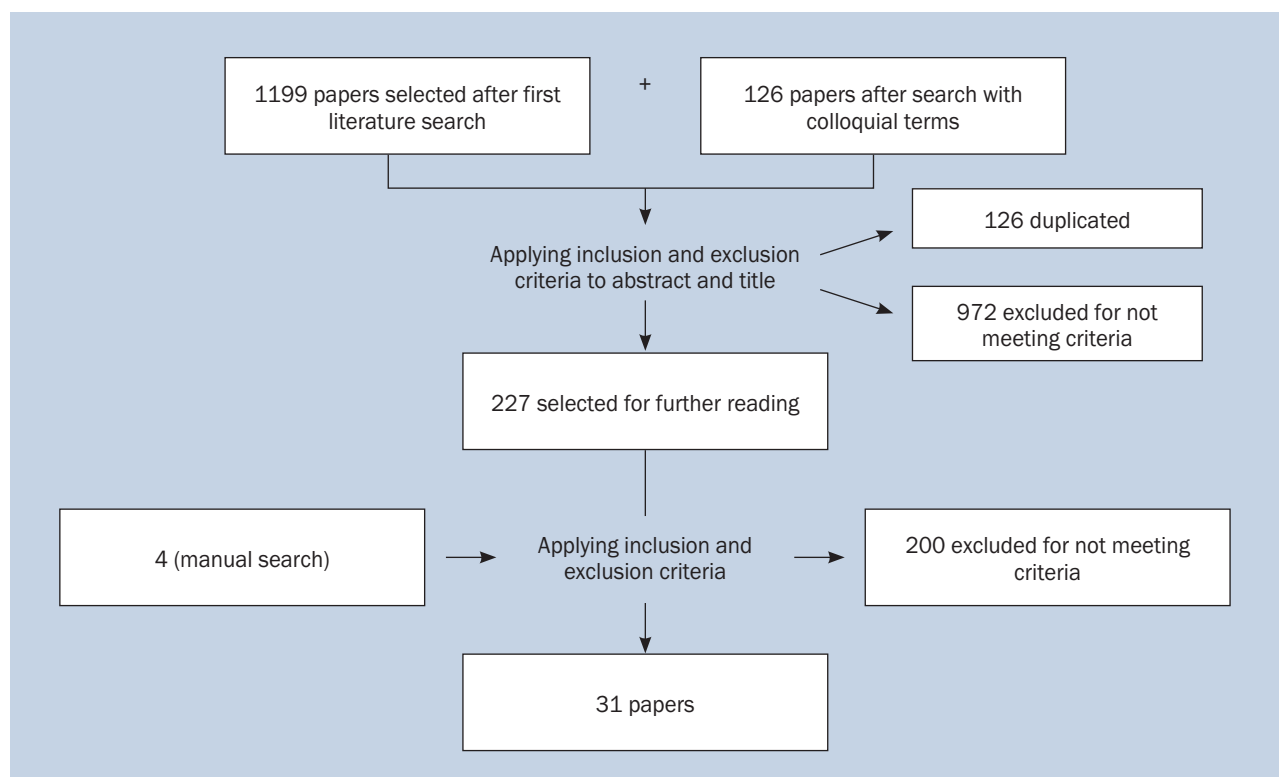 1199 papers selected after first
literature search
+
126 papers after search with
colloquial terms
126 duplicated
Applying inclusion and exclusion
criteria to abstract and title
972 excluded for not
meeting criteria
227 selected for further reading
4 (manual search)
Applying inclusion and
exclusion criteria
200 excluded for not meeting
criteria
31 papers